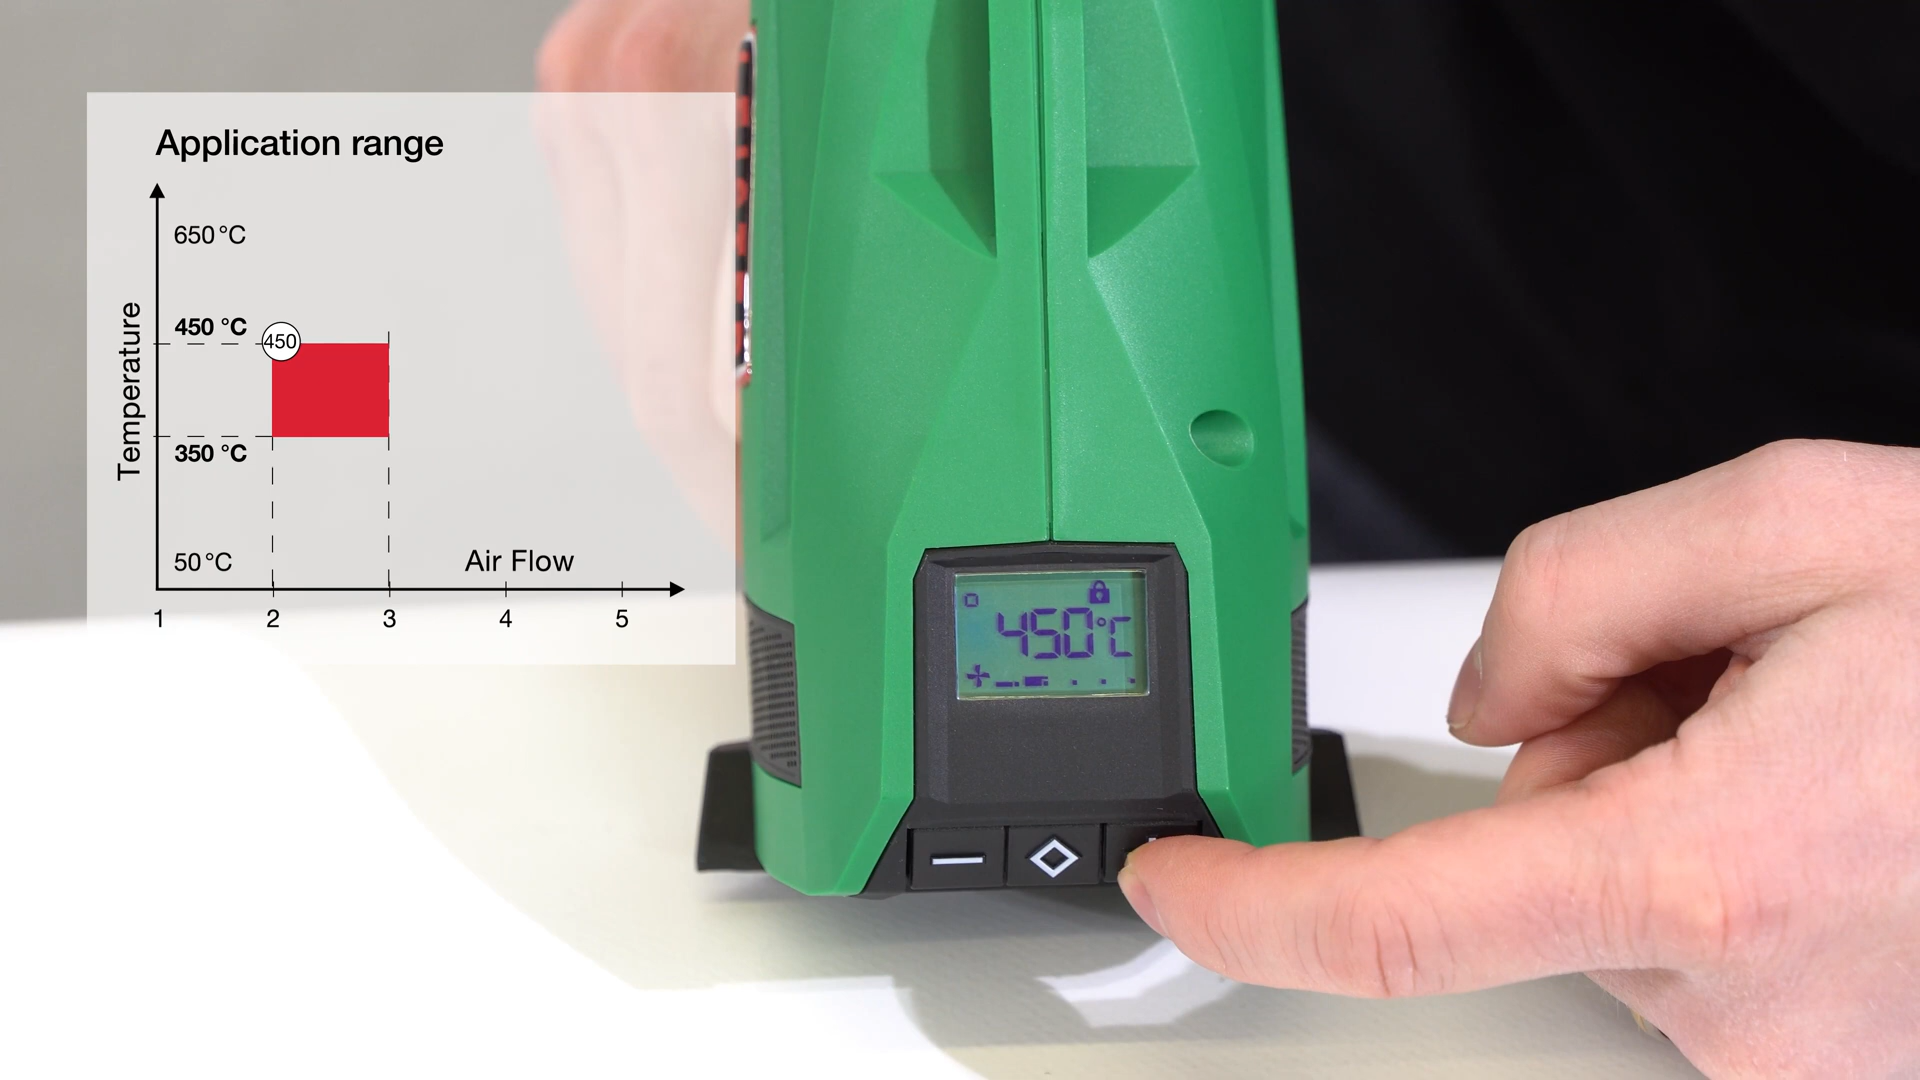 Application range
650 °C
450 °C
450
350 °C
50 °C
Temperature
Air Flow
1 2 3 4 5
450°C